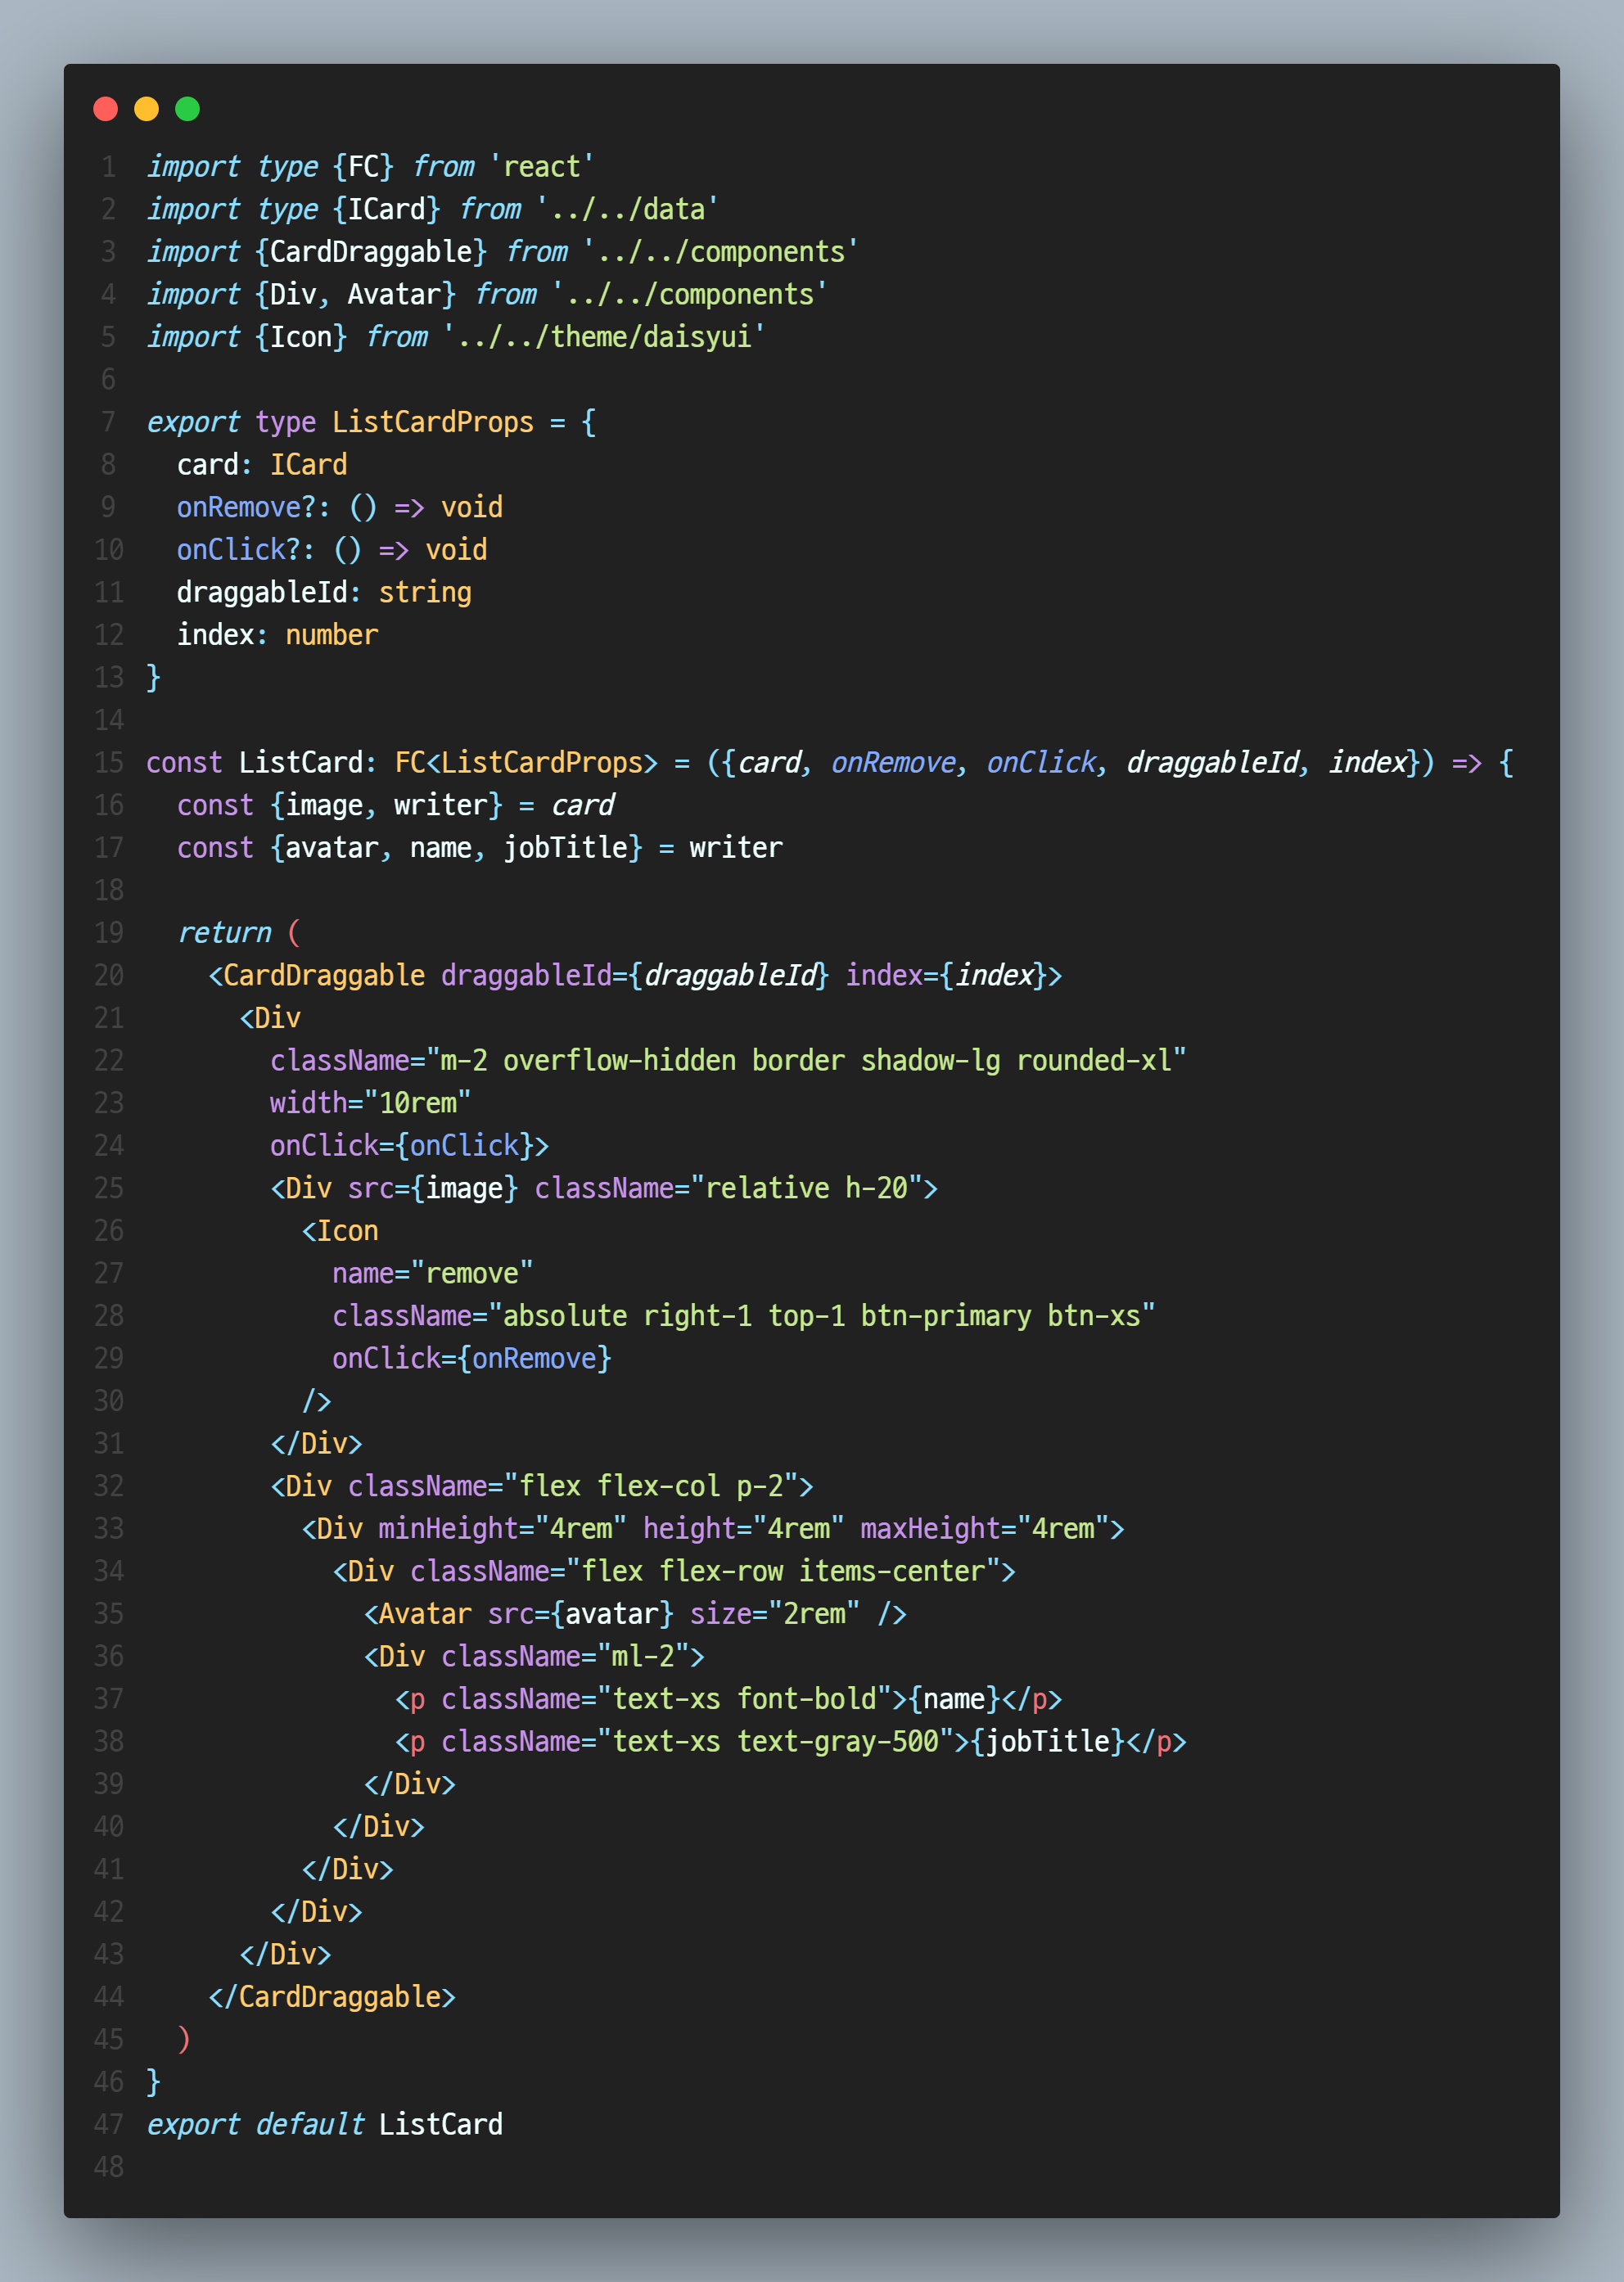 1 import type {FC} from 'react'
2 import type {ICard} from '../../data'
3 import {CardDraggable} from '../../components'
4 import {Div, Avatar} from '../../components'
5 import {Icon} from '../../theme/daisyui'
6
7 export type ListCardProps = {
8   card: ICard
9   onRemove?: () => void
10   onClick?: () => void
11   draggableId: string
12   index: number
13 }
14
15 const ListCard: FC<ListCardProps> = ({card, onRemove, onClick, draggableId, index}) => {
16   const {image, writer} = card
17   const {avatar, name, jobTitle} = writer
18
19   return (
20     <CardDraggable draggableId={draggableId} index={index}>
21       <Div
22         className="m-2 overflow-hidden border shadow-lg rounded-xl"
23         width="10rem"
24         onClick={onClick}>
25         <Div src={image} className="relative h-20">
26           <Icon
27             name="remove"
28             className="absolute right-1 top-1 btn-primary btn-xs"
29             onClick={onRemove}
30           />
31         </Div>
32         <Div className="flex flex-col p-2">
33           <Div minHeight="4rem" height="4rem" maxHeight="4rem">
34             <Div className="flex flex-row items-center">
35               <Avatar src={avatar} size="2rem" />
36               <Div className="ml-2">
37                 <p className="text-xs font-bold">{name}</p>
38                 <p className="text-xs text-gray-500">{jobTitle}</p>
39               </Div>
40             </Div>
41           </Div>
42         </Div>
43       </Div>
44     </CardDraggable>
45   )
46 }
47 export default ListCard
48